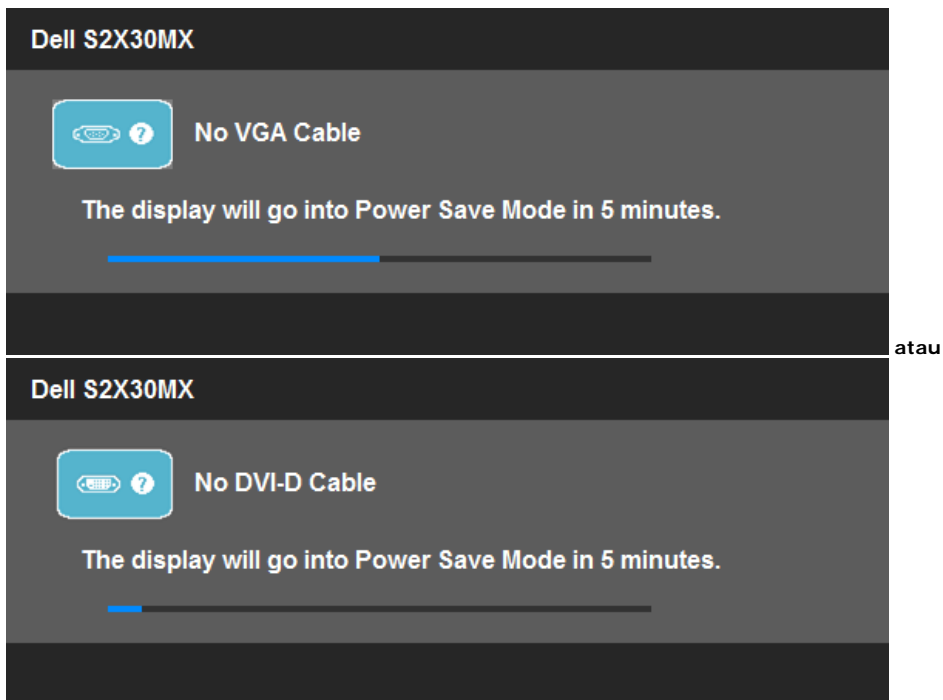 Dell S2X30MX
? No VGA Cable
The display will go into Power Save Mode in 5 minutes.
atau
Dell S2X30MX
? No DVI-D Cable
The display will go into Power Save Mode in 5 minutes.